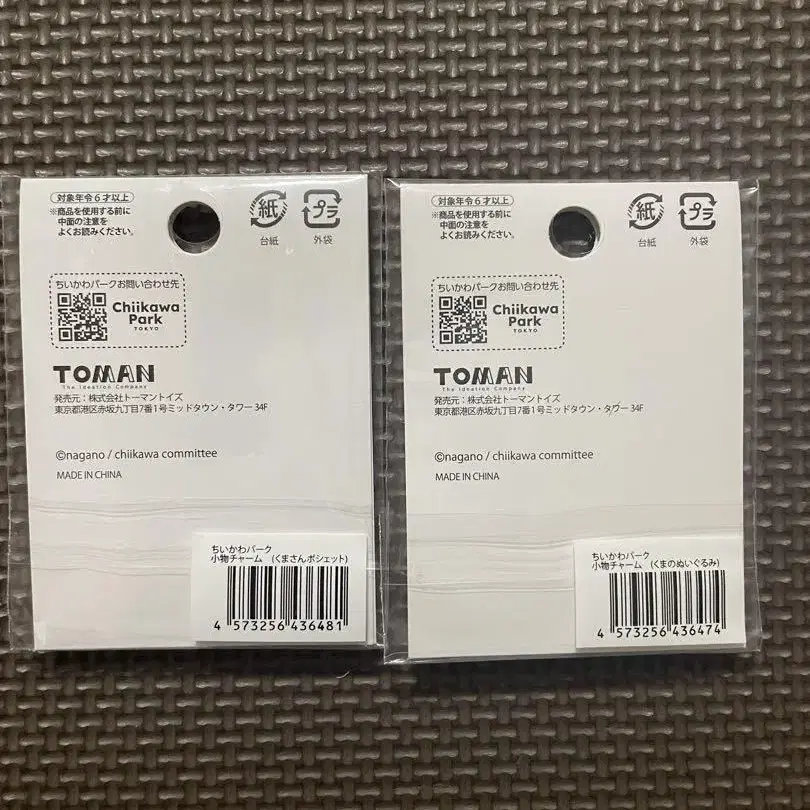 対象年令6才以上
※商品を使用する前に
中面の注意を
よくお読みください。
紙
台紙
プラ
外袋
ちいかわパークお問い合わせ先
Chiikawa
Park
TOKYO
TOMAN
The Ideation Company
発売元:株式会社トーマントイズ
東京都港区赤坂九丁目7番1号ミッドタウン・タワー 34F
©nagano / chiikawa committee
MADE IN CHINA
ちいかわパーク
小物チャーム (くまさんポシェット)
4 573256 436481
対象年令6才以上
※商品を使用する前に
中面の注意を
よくお読みください。
紙
台紙
プラ
外袋
ちいかわパークお問い合わせ先
Chiikawa
Park
TOKYO
TOMAN
The Ideation Company
発売元:株式会社トーマントイズ
東京都港区赤坂九丁目7番1号ミッドタウン・タワー 34F
©nagano / chiikawa committee
MADE IN CHINA
ちいかわパーク
小物チャーム (くまのぬいぐるみ)
4 573256 436474